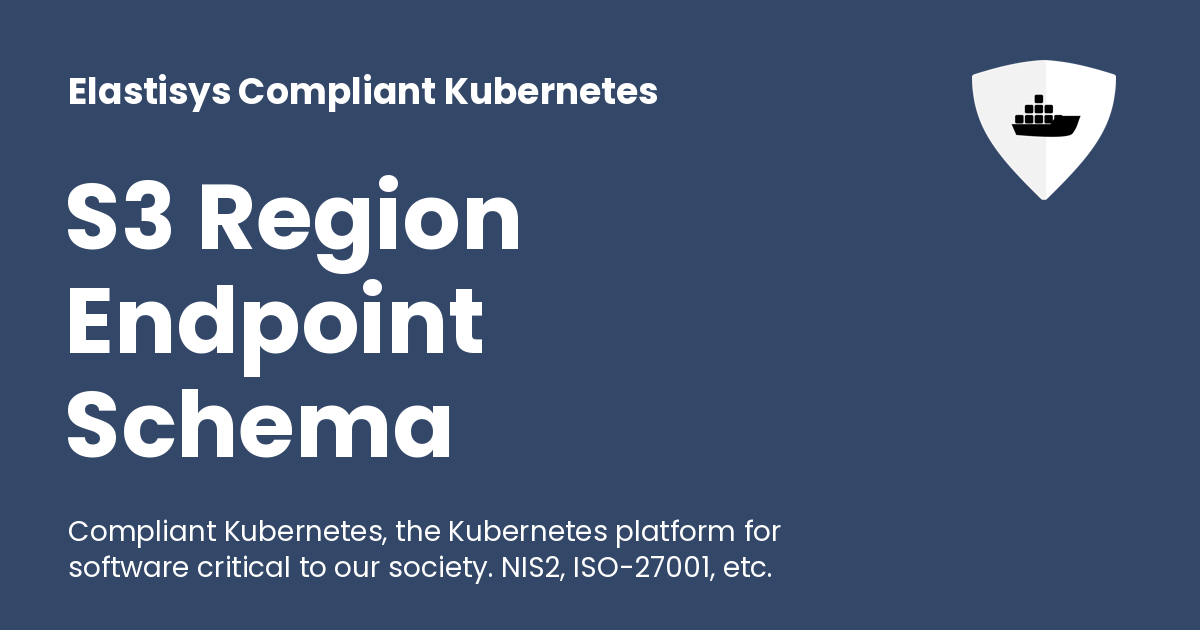 Elastisys Compliant Kubernetes
S3 Region
Endpoint
Schema
Compliant Kubernetes, the Kubernetes platform for
software critical to our society. NIS2, ISO-27001, etc.